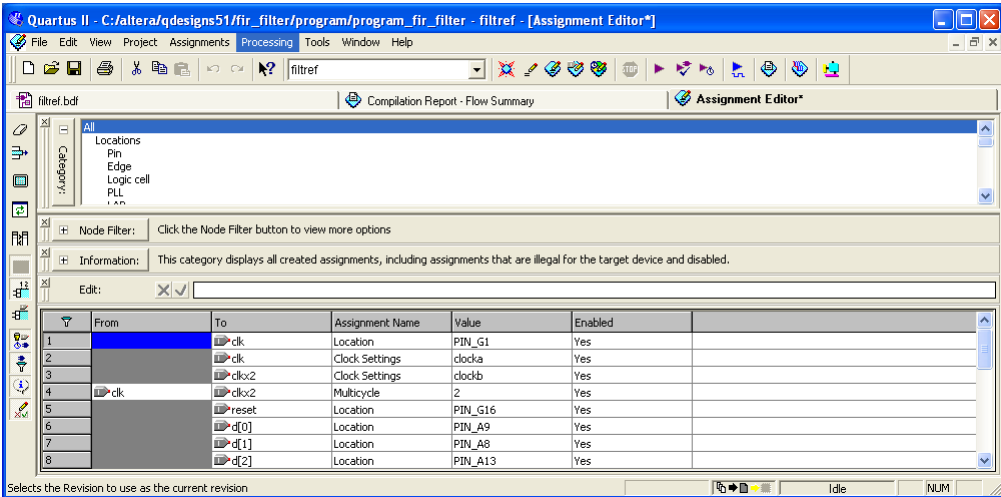 Quartus II - C:/altera/qdesigns51/fir_filter/program/program_fir_filter - filtref - [Assignment Editor*]
File Edit View Project Assignments Processing Tools Window Help
filtref
filtref.bdf Compilation Report - Flow Summary Assignment Editor*
Category:
All
Locations
Pin
Edge
Logic cell
PLL
Node Filter: Click the Node Filter button to view more options
Information: This category displays all created assignments, including assignments that are illegal for the target device and disabled.
Edit:
From To Assignment Name Value Enabled
1 clk Location PIN_G1 Yes
2 clk Clock Settings clocka Yes
3 clkx2 Clock Settings clockb Yes
4 clk clkx2 Multicycle 2 Yes
5 reset Location PIN_G16 Yes
6 d[0] Location PIN_A9 Yes
7 d[1] Location PIN_A8 Yes
8 d[2] Location PIN_A13 Yes
Selects the Revision to use as the current revision Idle NUM